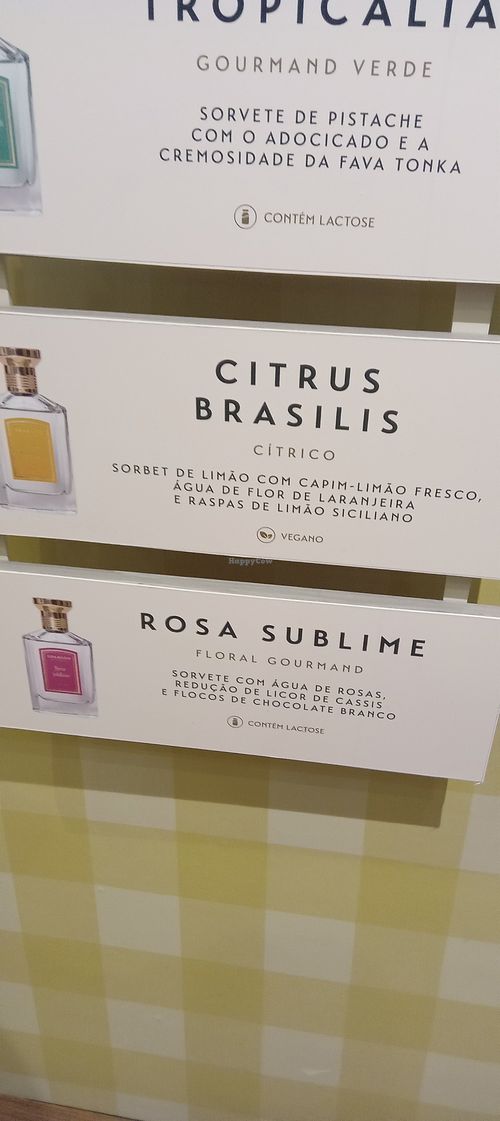 TROPICÁLIA
GOURMAND VERDE
SORVETE DE PISTACHE
COM O ADOCICADO E A
CREMOSIDADE DA FAVA TONKA
CONTÉM LACTOSE
CITRUS
BRASILIS
CÍTRICO
SORBET DE LIMÃO COM CAPIM-LIMÃO FRESCO,
ÁGUA DE FLOR DE LARANJEIRA
E RASPAS DE LIMÃO SICILIANO
VEGANO
HappyCow
ROSA SUBLIME
FLORAL GOURMAND
SORVETE COM ÁGUA DE ROSAS,
REDUÇÃO DE LICOR DE CASSIS
E FLOCOS DE CHOCOLATE BRANCO
CONTÉM LACTOSE